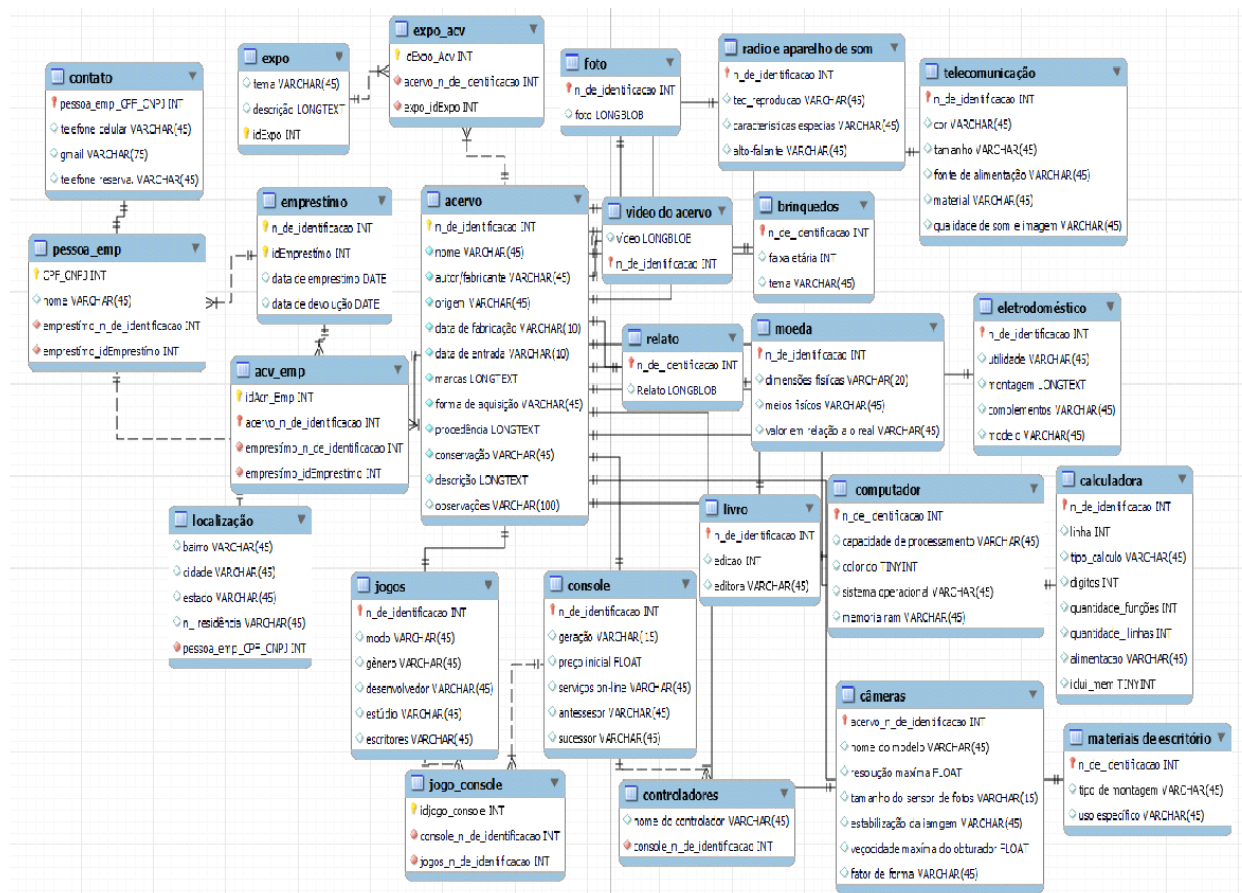 contato
pessoa_emp_CPF_CNPJ INT
telefone celular VARCHAR(45)
gmail VARCHAR(75)
telefone reserva. VARCHAR(45)
expo
tema VARCHAR(45)
descrição LONGTEXT
idExpo INT
expo_acv
idExpo_Acv INT
acervo_n_de_identificacao INT
expo_idExpo INT
foto
n_de_identificacao INT
foto LONGBLOB
radio e aparelho de som
n_de_identificacao INT
tec_reproducao VARCHAR(45)
caracteristicas especias VARCHAR(45)
alto-falante VARCHAR(45)
telecomunicação
n_de_identificacao INT
cor VARCHAR(45)
tamanho VARCHAR(45)
fonte de alimentação VARCHAR(45)
material VARCHAR(45)
qualidade de som e imagem VARCHAR(45)
pessoa_emp
CPF_CNPJ INT
nome VARCHAR(45)
emprestimo_n_de_identificacao INT
emprestimo_idEmprestimo INT
emprestimo
n_de_identificacao INT
idEmprestimo INT
data de emprestimo DATE
data de devolução DATE
acervo
n_de_identificacao INT
nome VARCHAR(45)
autor/fabricante VARCHAR(45)
origem VARCHAR(45)
data de fabricação VARCHAR(10)
data de entrada VARCHAR(10)
marcas LONGTEXT
forma de aquisição VARCHAR(45)
procedência LONGTEXT
conservação VARCHAR(45)
descrição LONGTEXT
observações VARCHAR(100)
video do acervo
video LONGBLOB
n_de_identificacao INT
brinquedos
n_de_identificacao INT
faixa etária INT
tema VARCHAR(45)
relato
n_de_identificacao INT
Relato LONGBLOB
moeda
n_de_identificacao INT
dimensões físicas VARCHAR(20)
meios físicos VARCHAR(45)
valor em relação a o real VARCHAR(45)
eletrodoméstico
n_de_identificacao INT
utilidade VARCHAR(45)
montagem LONGTEXT
complementos VARCHAR(45)
modelo VARCHAR(45)
acv_emp
idAcn_Emp INT
acervo_n_de_identificacao INT
emprestimo_n_de_identificacao INT
emprestimo_idEmprestimo INT
localização
bairro VARCHAR(45)
cidade VARCHAR(45)
estado VARCHAR(45)
n_ residência VARCHAR(45)
pessoa_emp_CPF_CNPJ INT
livro
n_de_identificacao INT
edicao INT
editora VARCHAR(45)
computador
n_de_identificacao INT
capacidade de processamento VARCHAR(45)
colorido TINYINT
sistema operacional VARCHAR(45)
memoria ram VARCHAR(45)
calculadora
n_de_identificacao INT
linha INT
tipo_calculo VARCHAR(45)
digitos INT
quantidade_funções INT
quantidade_ linhas INT
alimentacao VARCHAR(45)
iclui_mem TINYINT
jogos
n_de_identificacao INT
modo VARCHAR(45)
gênero VARCHAR(45)
desenvolvedor VARCHAR(45)
estúdio VARCHAR(45)
escritores VARCHAR(45)
console
n_de_identificacao INT
geração VARCHAR(15)
preço inicial FLOAT
serviços on-line VARCHAR(45)
antessesor VARCHAR(45)
sucessor VARCHAR(45)
jogo_console
idjogo_console INT
console_n_de_identificacao INT
jogos_n_de_identificacao INT
controladores
nome do controlador VARCHAR(45)
console_n_de_identificacao INT
câmeras
acervo_n_de_identificacao INT
nome do modelo VARCHAR(45)
resoução maxíma FLOAT
tamanho do sensor de fotos VARCHAR(15)
estabilização da iamgem VARCHAR(45)
veçocidade maxíma do obturador FLOAT
fator de forma VARCHAR(45)
materiais de escritório
n_de_identificacao INT
tipo de montagem VARCHAR(45)
uso específico VARCHAR(45)